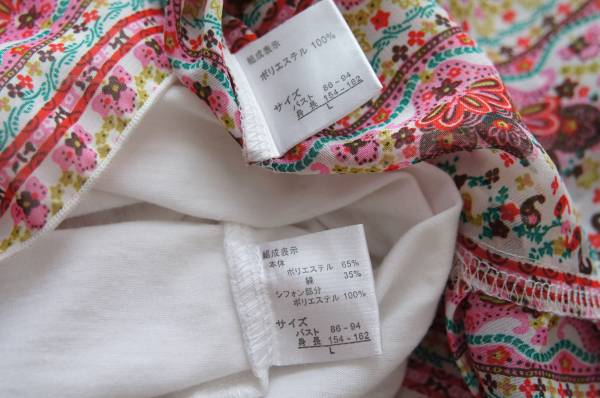 組成表示
ポリエステル 100%
サイズ
バスト 86-94
身長 154-162
L
組成表示
本体
ポリエステル 65%
綿 35%
シフォン部分
ポリエステル 100%
サイズ
バスト 86-94
身長 154-162
L